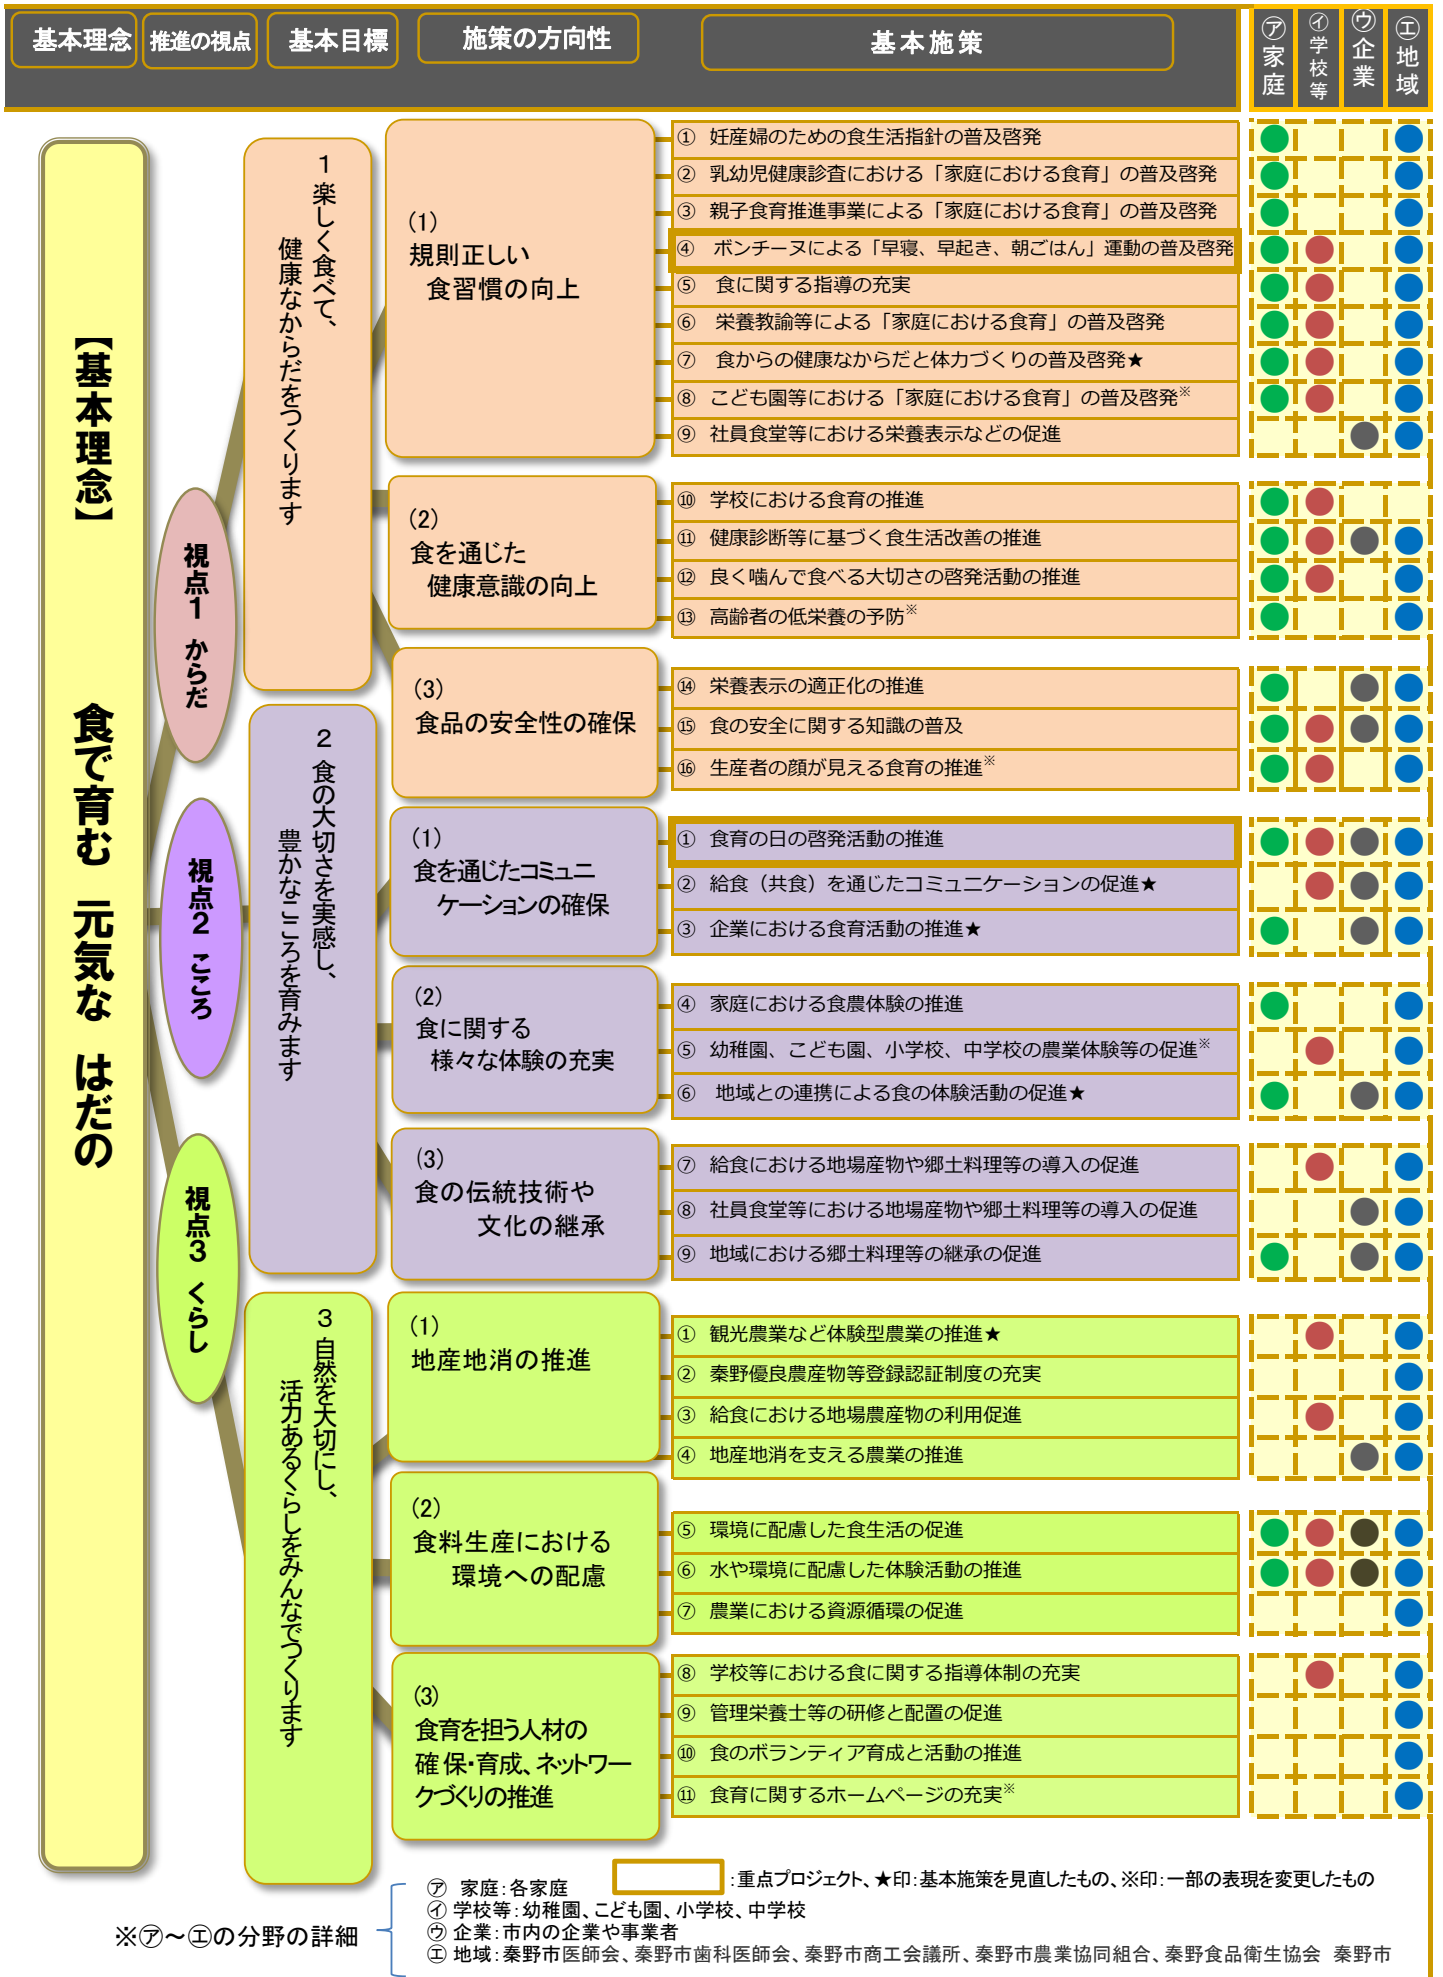 基本理念
推進の視点
基本目標
施策の方向性
基本施策
㋐家庭
㋑学校等
㋒企業
㋓地域
【基本理念】
食で育む　元気な　はだの
視点1　からだ
視点2　こころ
視点3　くらし
1 楽しく食べて、
健康なからだをつくります
(1)
規則正しい
食習慣の向上
① 妊産婦のための食生活指針の普及啓発
② 乳幼児健康診査における「家庭における食育」の普及啓発
③ 親子食育推進事業による「家庭における食育」の普及啓発
④ ボンチーヌによる「早寝、早起き、朝ごはん」運動の普及啓発
⑤ 食に関する指導の充実
⑥ 栄養教諭等による「家庭における食育」の普及啓発
⑦ 食からの健康なからだと体力づくりの普及啓発★
⑧ こども園等における「家庭における食育」の普及啓発※
⑨ 社員食堂等における栄養表示などの促進
(2)
食を通じた
健康意識の向上
⑩ 学校における食育の推進
⑪ 健康診断等に基づく食生活改善の推進
⑫ 良く噛んで食べる大切さの啓発活動の推進
⑬ 高齢者の低栄養の予防※
(3)
食品の安全性の確保
⑭ 栄養表示の適正化の推進
⑮ 食の安全に関する知識の普及
⑯ 生産者の顔が見える食育の推進※
2 食の大切さを実感し、
豊かなこころを育みます
(1)
食を通じたコミュニ
ケーションの確保
① 食育の日の啓発活動の推進
② 給食（共食）を通じたコミュニケーションの促進★
③ 企業における食育活動の推進★
(2)
食に関する
様々な体験の充実
④ 家庭における食農体験の推進
⑤ 幼稚園、こども園、小学校、中学校の農業体験等の促進※
⑥ 地域との連携による食の体験活動の促進★
(3)
食の伝統技術や
文化の継承
⑦ 給食における地場産物や郷土料理等の導入の促進
⑧ 社員食堂等における地場産物や郷土料理等の導入の促進
⑨ 地域における郷土料理等の継承の促進
3 自然を大切にし、
活力あるくらしをみんなでつくります
(1)
地産地消の推進
① 観光農業など体験型農業の推進★
② 秦野優良農産物等登録認証制度の充実
③ 給食における地場農産物の利用促進
④ 地産地消を支える農業の推進
(2)
食料生産における
環境への配慮
⑤ 環境に配慮した食生活の促進
⑥ 水や環境に配慮した体験活動の推進
⑦ 農業における資源循環の促進
(3)
食育を担う人材の
確保・育成、ネットワー
クづくりの推進
⑧ 学校等における食に関する指導体制の充実
⑨ 管理栄養士等の研修と配置の促進
⑩ 食のボランティア育成と活動の推進
⑪ 食育に関するホームページの充実※
：重点プロジェクト、★印：基本施策を見直したもの、※印：一部の表現を変更したもの
※㋐～㋓の分野の詳細
㋐ 家庭：各家庭
㋑ 学校等：幼稚園、こども園、小学校、中学校
㋒ 企業：市内の企業や事業者
㋓ 地域：秦野市医師会、秦野市歯科医師会、秦野市商工会議所、秦野市農業協同組合、秦野食品衛生協会 秦野市